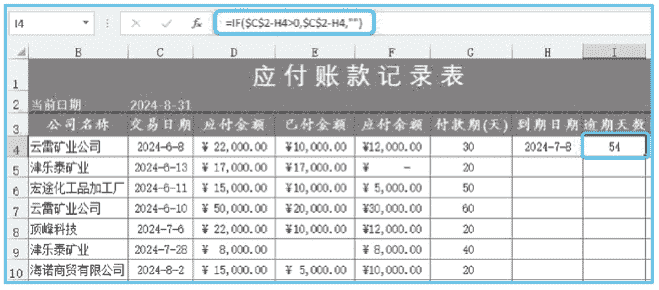 I4 fx =IF($C$2-H4>0,$C$2-H4,"")
B C D E F G H I
1 应付账款记录表
2 当前日期 2024-8-31
3 公司名称 交易日期 应付金额 已付金额 应付余额 付款期(天) 到期日期 逾期天数
4 云雷矿业公司 2024-6-8 ¥ 22,000.00 ¥10,000.00 ¥12,000.00 30 2024-7-8 54
5 津乐泰矿业 2024-6-13 ¥ 17,000.00 ¥17,000.00 ¥ - 20
6 宏途化工品加工厂 2024-6-11 ¥ 15,000.00 ¥10,000.00 ¥ 5,000.00 50
7 云雷矿业公司 2024-6-10 ¥ 50,000.00 ¥20,000.00 ¥30,000.00 60
8 顶峰科技 2024-7-6 ¥ 22,000.00 ¥10,000.00 ¥12,000.00 20
9 津乐泰矿业 2024-7-28 ¥ 8,000.00 ¥ 8,000.00 40
10 海诺商贸有限公司 2024-8-2 ¥ 15,000.00 ¥ 5,000.00 ¥10,000.00 20